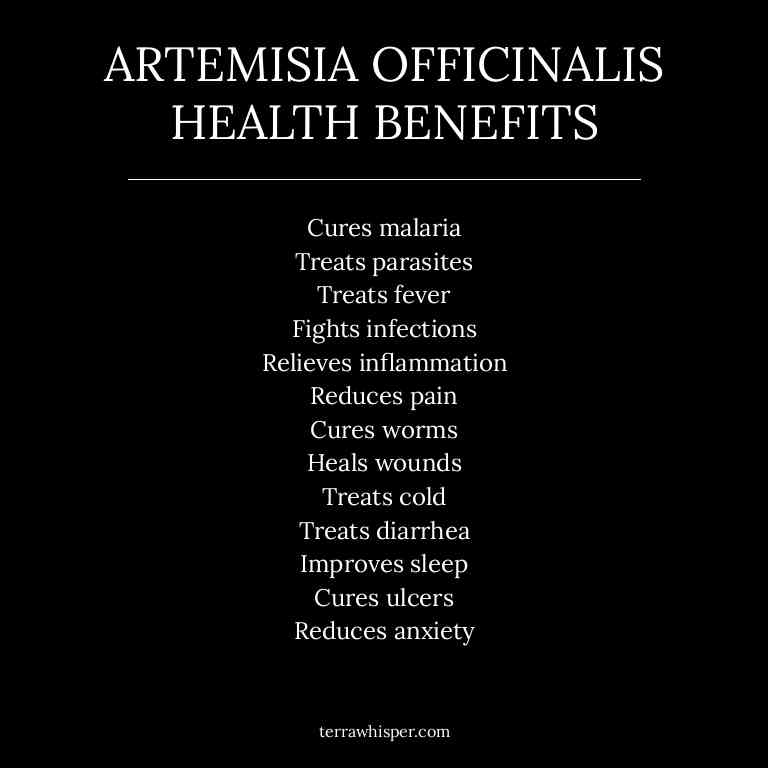 ARTEMISIA OFFICINALIS
HEALTH BENEFITS
Cures malaria
Treats parasites
Treats fever
Fights infections
Relieves inflammation
Reduces pain
Cures worms
Heals wounds
Treats cold
Treats diarrhea
Improves sleep
Cures ulcers
Reduces anxiety
terrawhisper.com